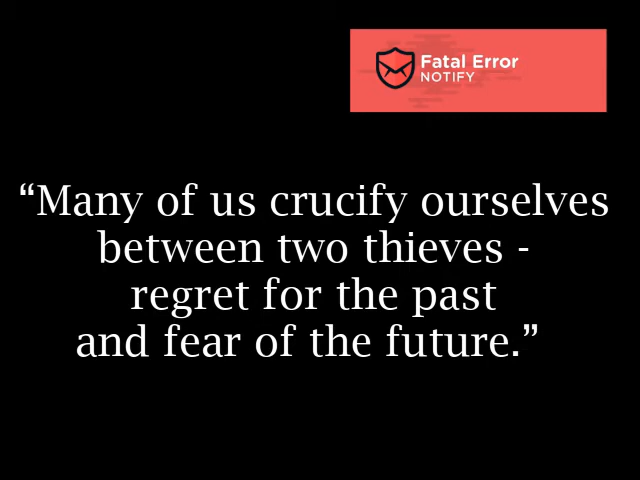 Fatal Error
NOTIFY
“Many of us crucify ourselves
between two thieves -
regret for the past
and fear of the future.”